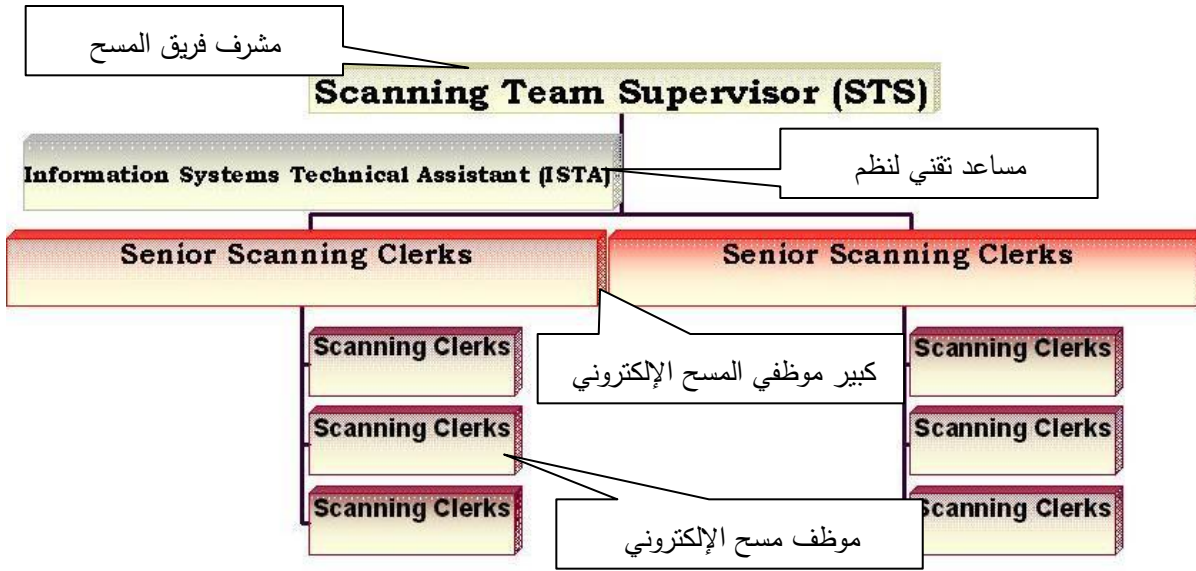 مشرف فريق المسح
Scanning Team Supervisor (STS)
Information Systems Technical Assistant (ISTA)
مساعد تقني لنظم
Senior Scanning Clerks
Senior Scanning Clerks
Scanning Clerks
Scanning Clerks
كبير موظفي المسح الإلكتروني
Scanning Clerks
Scanning Clerks
Scanning Clerks
Scanning Clerks
موظف مسح الإلكتروني